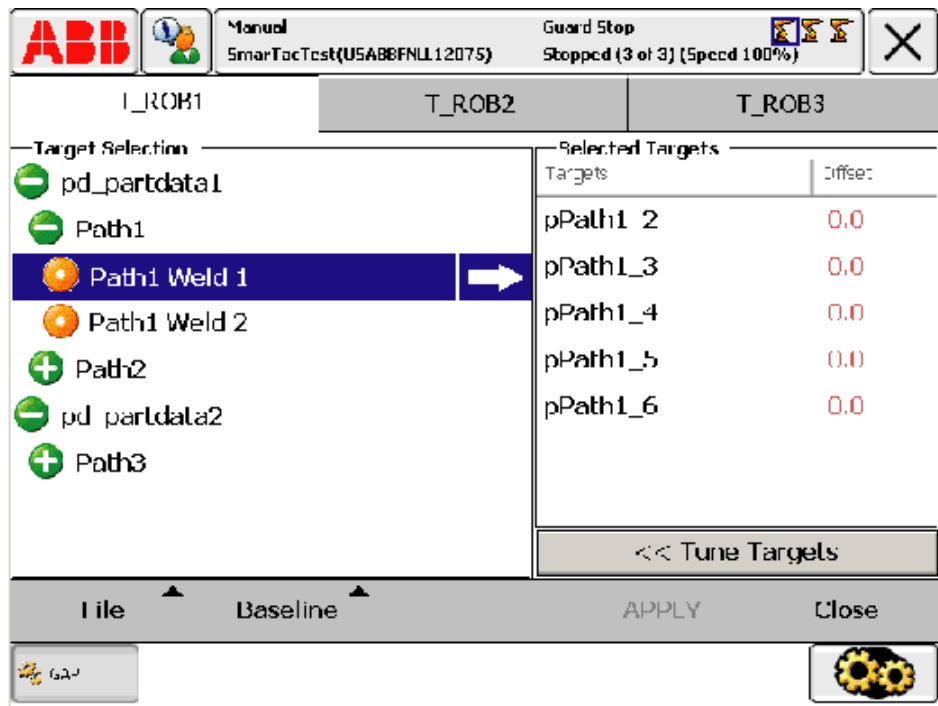 ABB
Manual
SmarTacTest(USABBFNLL12075)
Guard Stop
Stopped (3 of 3) (Speed 100%)
T_ROB1
T_ROB2
T_ROB3
Target Selection
pd_partdata1
Path1
Path1 Weld 1
Path1 Weld 2
Path2
pd_partdata2
Path3
Selected Targets
Targets Offset
pPath1_2 0.0
pPath1_3 0.0
pPath1_4 0.0
pPath1_5 0.0
pPath1_6 0.0
<< Tune Targets
File
Baseline
APPLY
Close
GAP